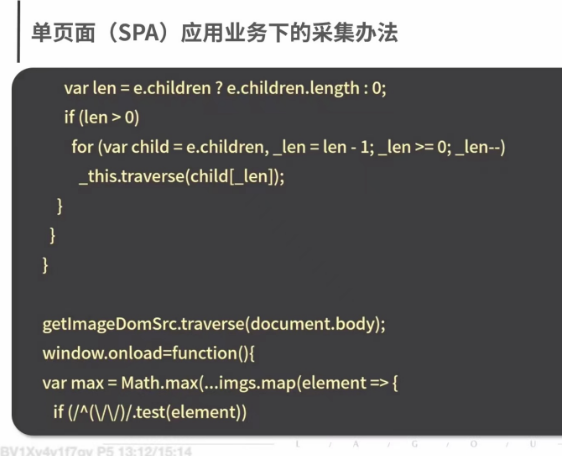 单页面（SPA）应用业务下的采集办法
var len = e.children ? e.children.length : 0;
if (len > 0)
for (var child = e.children, _len = len - 1; _len >= 0; _len--)
_this.traverse(child[_len]);
}
}
}
getImageDomSrc.traverse(document.body);
window.onload=function(){
var max = Math.max(...imgs.map(element => {
if (/^(\/\/)/.test(element))
L / A / G / O / U
BV1Xy4y1f7qv P5 13:12/15:14